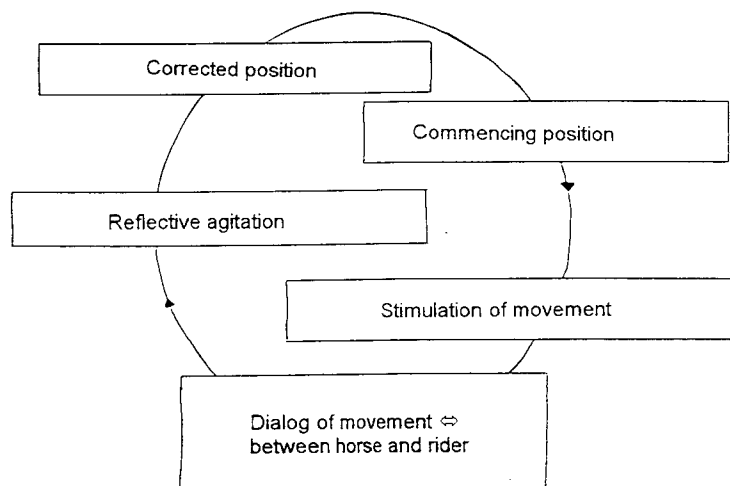 Corrected position
Commencing position
Reflective agitation
Stimulation of movement
Dialog of movement ⇔
between horse and rider